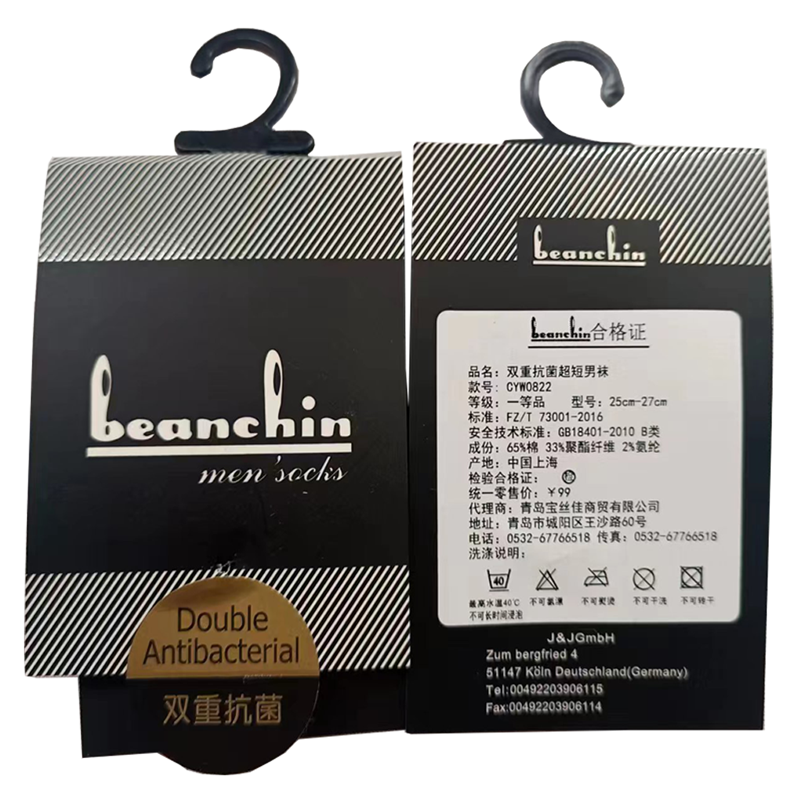 beanchin
men'socks
Double
Antibacterial
双重抗菌
beanchin
beanchin合格证
品名：双重抗菌超短男袜
款号：CYW0822
等级：一等品 型号：25cm-27cm
标准：FZ/T 73001-2016
安全技术标准：GB18401-2010 B类
成份：65%棉 33%聚酯纤维 2%氨纶
产地：中国上海
检验合格证：
统一零售价：￥99
代理商：青岛宝丝佳商贸有限公司
地址：青岛市城阳区王沙路60号
电话：0532-67766518 传真：0532-67766518
洗涤说明：
40
最高水温40℃ 不可氯漂 不可熨烫 不可干洗 不可转干
不可长时间浸泡
J&JGmbH
Zum bergfried 4
51147 Köln Deutschland(Germany)
Tel:00492203906115
Fax:00492203906114